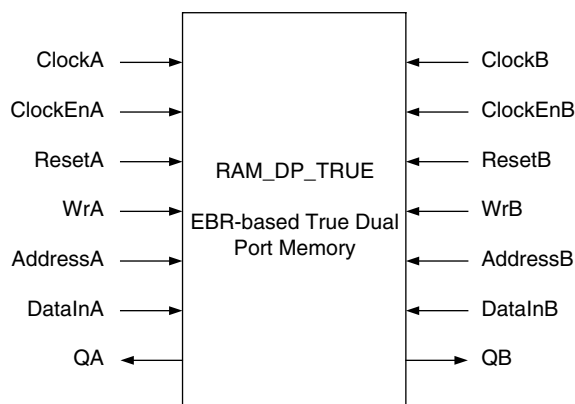 ClockA
ClockB
ClockEnA
ClockEnB
ResetA
ResetB
RAM_DP_TRUE
WrA
WrB
EBR-based True Dual
Port Memory
AddressA
AddressB
DataInA
DataInB
QA
QB